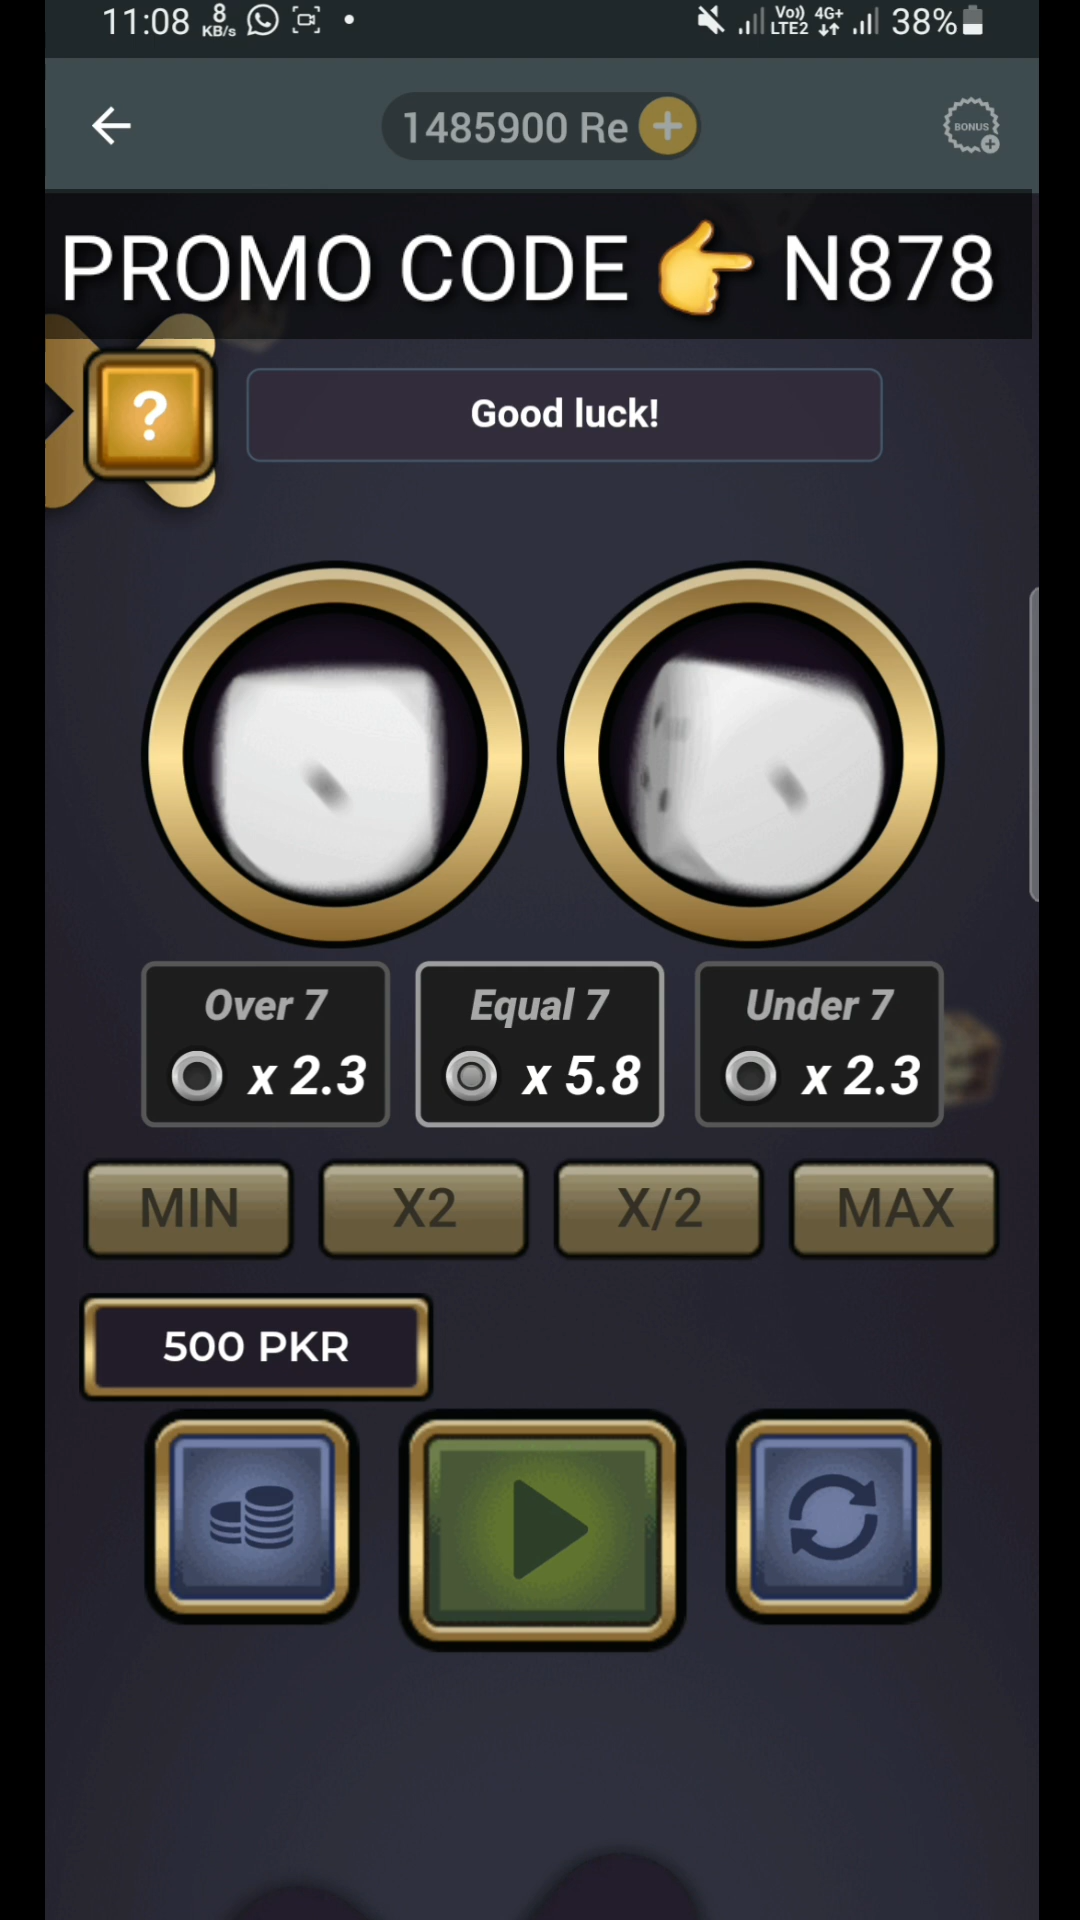 11:08 8 KB/s Vo)) LTE2 4G+ 38%
1485900 Re
BONUS
PROMO CODE 👉 N878
?
Good luck!
Over 7 Equal 7 Under 7
x 2.3 x 5.8 x 2.3
MIN X2 X/2 MAX
500 PKR